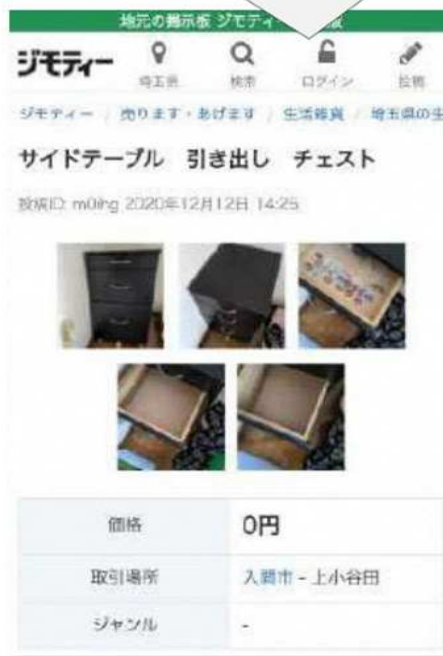 地元の掲示板 ジモティー
ジモティー
埼玉県 検索 ログイン 投稿
ジモティー / 売ります・あげます / 生活雑貨 / 埼玉県の生
サイドテーブル 引き出し チェスト
投稿ID: m0ihg 2020年12月12日 14:25
価格 0円
取引場所 入間市 - 上小谷田
ジャンル -